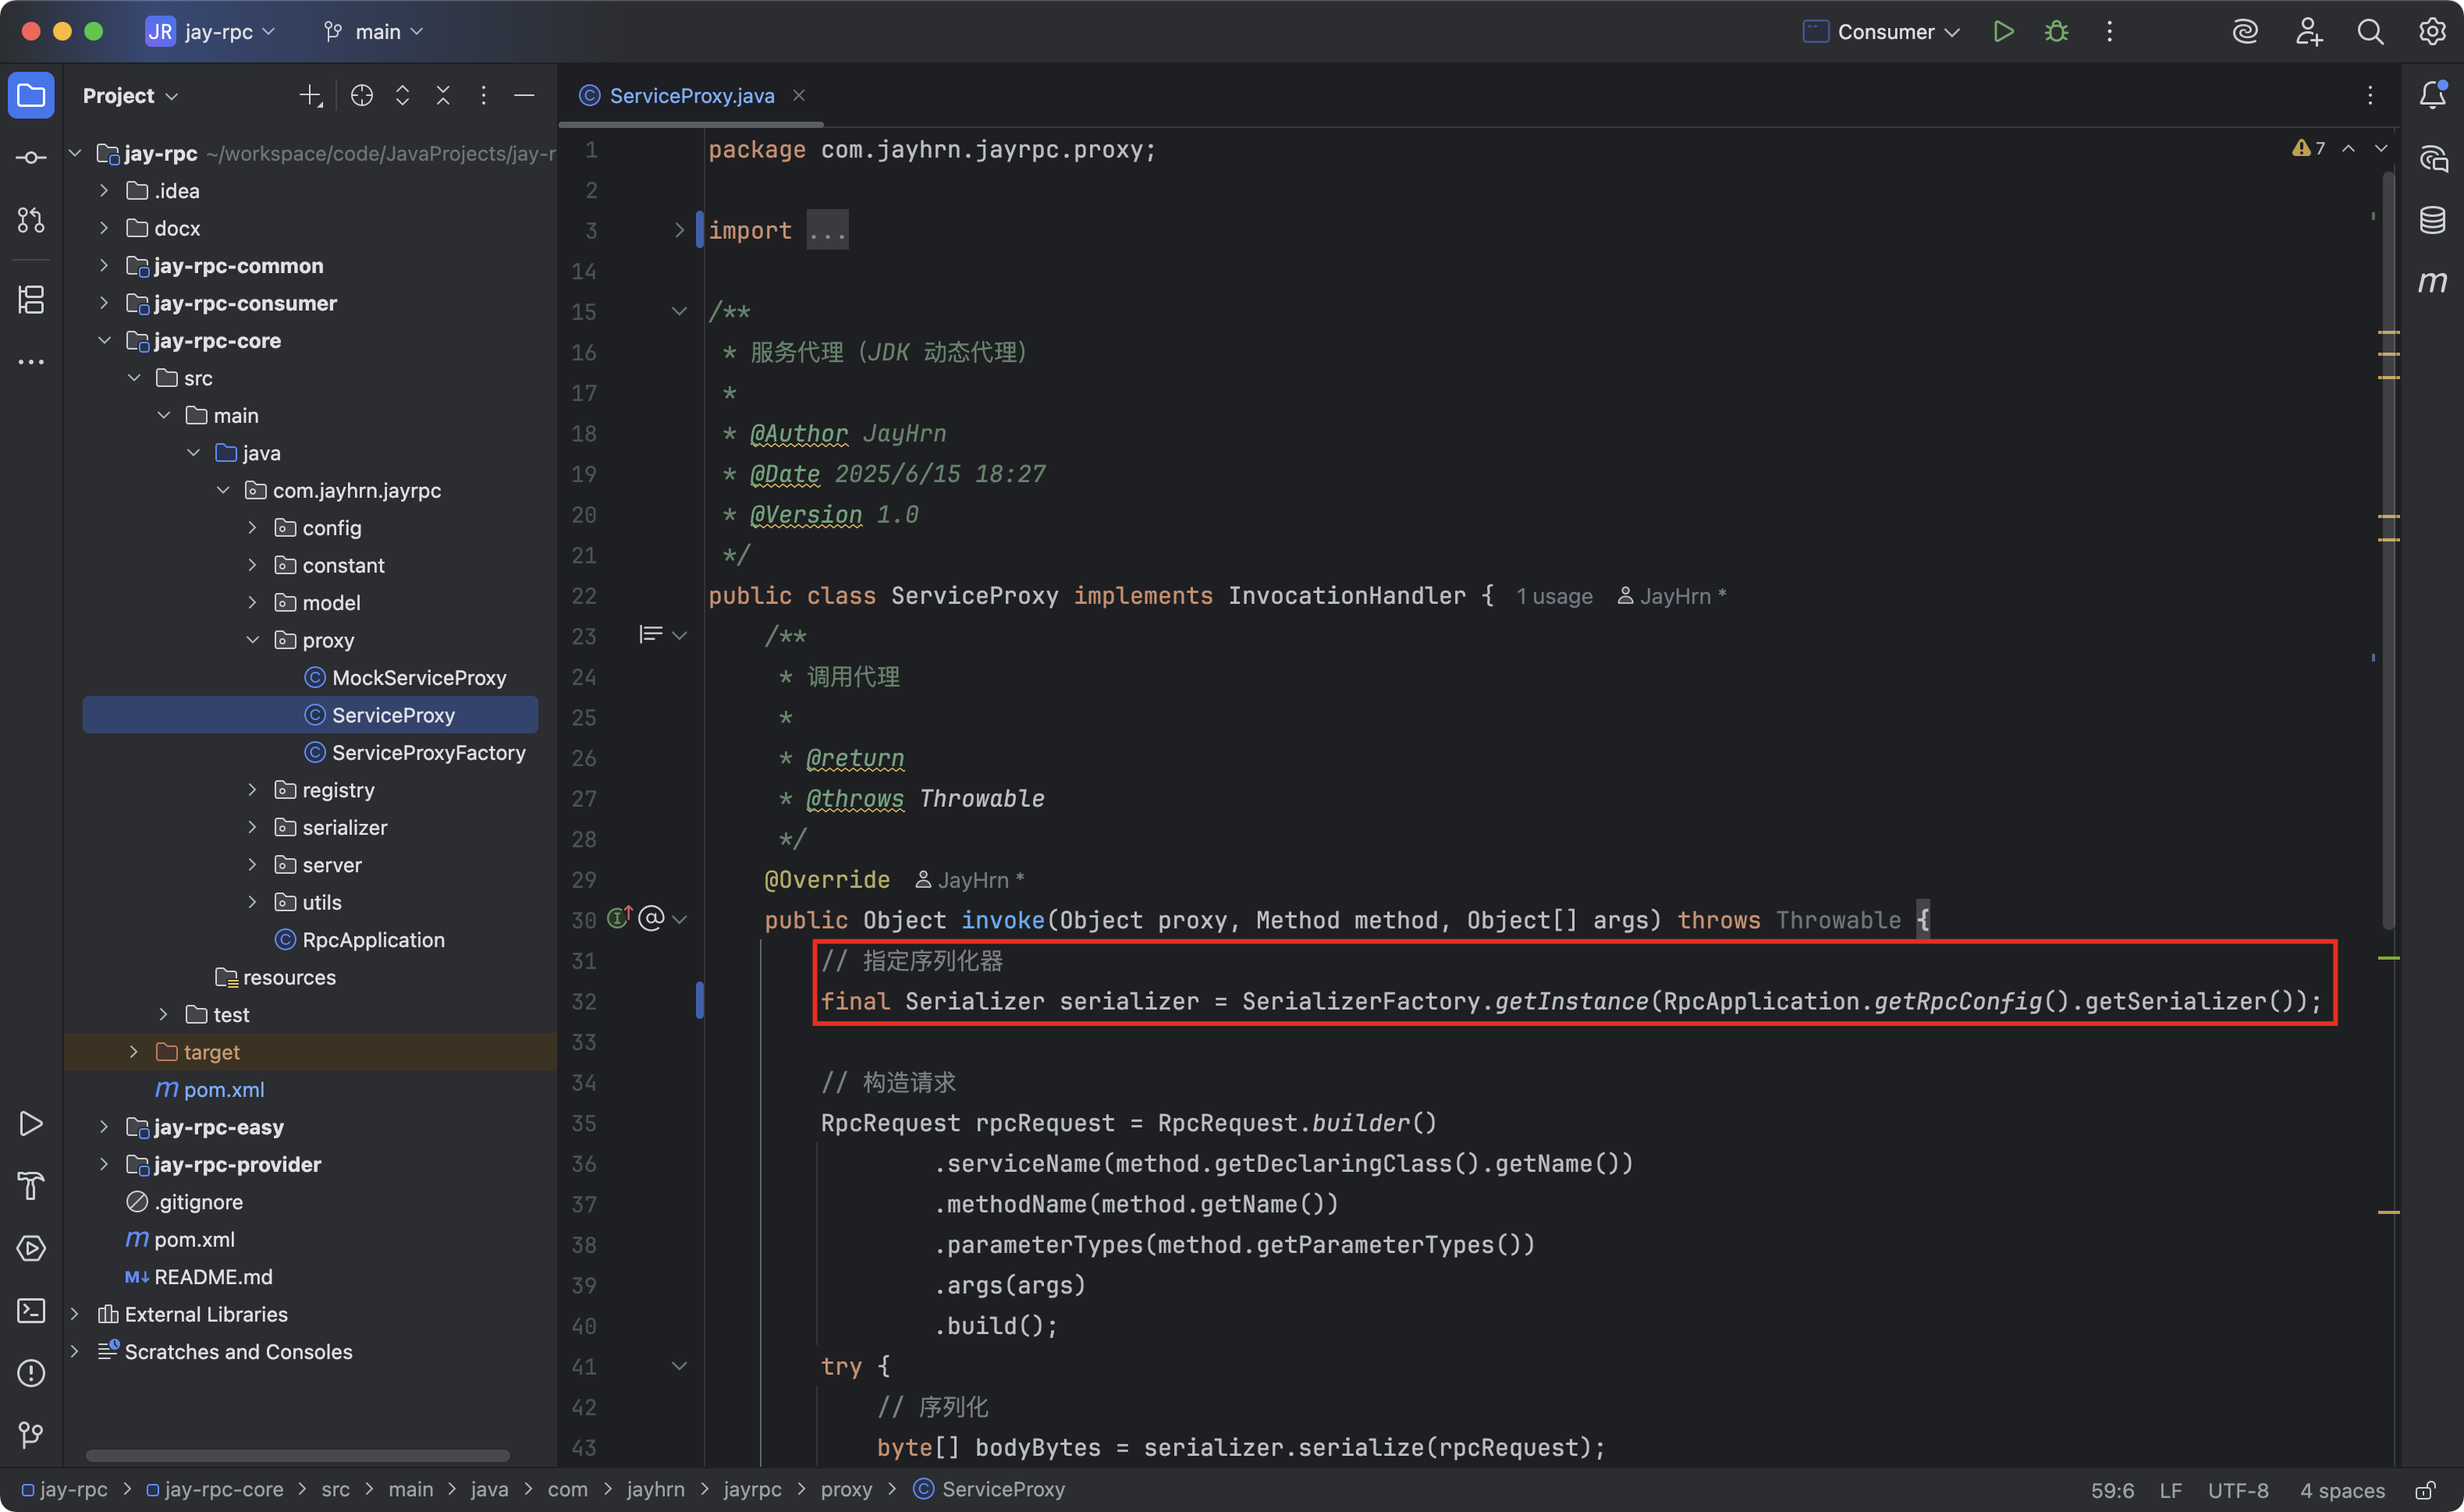 JR jay-rpc main Consumer
Project
ServiceProxy.java
jay-rpc ~/workspace/code/JavaProjects/jay-r
.idea
docx
jay-rpc-common
jay-rpc-consumer
jay-rpc-core
src
main
java
com.jayhrn.jayrpc
config
constant
model
proxy
MockServiceProxy
ServiceProxy
ServiceProxyFactory
registry
serializer
server
utils
RpcApplication
resources
test
target
m pom.xml
jay-rpc-easy
jay-rpc-provider
.gitignore
m pom.xml
M↓ README.md
External Libraries
Scratches and Consoles
7
m
1 package com.jayhrn.jayrpc.proxy;
2
3 import ...
14
15 /**
16 * 服务代理（JDK 动态代理）
17 *
18 * @Author JayHrn
19 * @Date 2025/6/15 18:27
20 * @Version 1.0
21 */
22 public class ServiceProxy implements InvocationHandler { 1 usage JayHrn *
23 /**
24 * 调用代理
25 *
26 * @return
27 * @throws Throwable
28 */
29 @Override JayHrn *
30 public Object invoke(Object proxy, Method method, Object[] args) throws Throwable {
31 // 指定序列化器
32 final Serializer serializer = SerializerFactory.getInstance(RpcApplication.getRpcConfig().getSerializer());
33
34 // 构造请求
35 RpcRequest rpcRequest = RpcRequest.builder()
36 .serviceName(method.getDeclaringClass().getName())
37 .methodName(method.getName())
38 .parameterTypes(method.getParameterTypes())
39 .args(args)
40 .build();
41 try {
42 // 序列化
43 byte[] bodyBytes = serializer.serialize(rpcRequest);
jay-rpc > jay-rpc-core > src > main > java > com > jayhrn > jayrpc > proxy > ServiceProxy 59:6 LF UTF-8 4 spaces